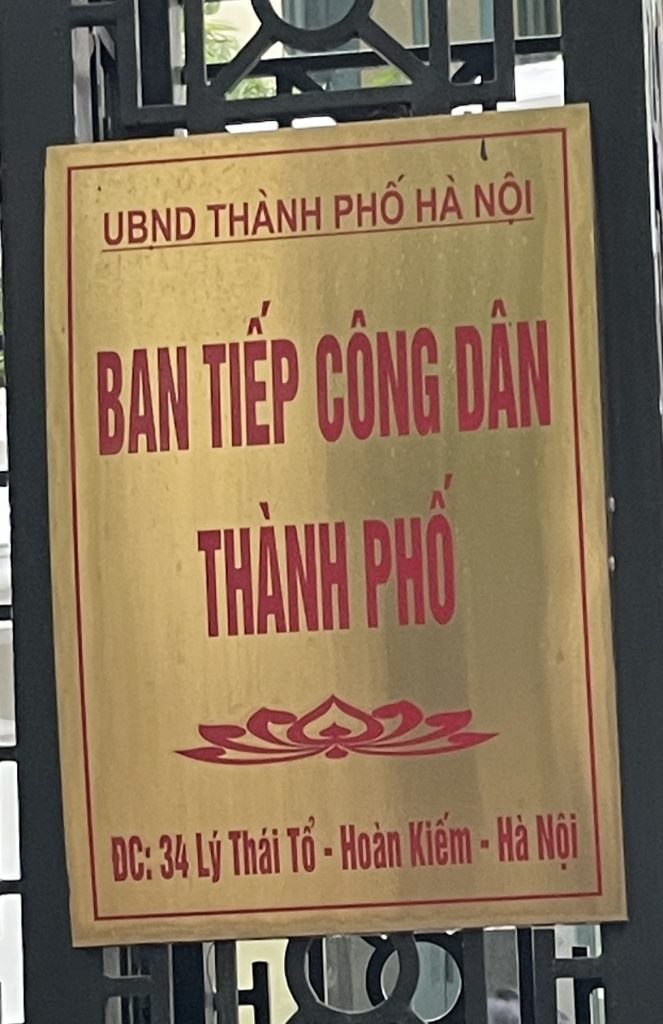 UBND THÀNH PHỐ HÀ NỘI
BAN TIẾP CÔNG DÂN
THÀNH PHỐ
ĐC: 34 Lý Thái Tổ - Hoàn Kiếm - Hà Nội